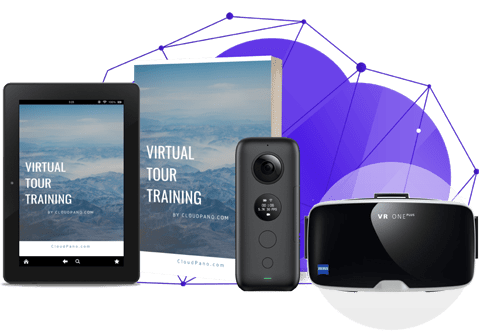 VIRTUAL
TOUR
TRAINING
BY CLOUDPANO.COM
CloudPano.com
VIRTUAL
TOUR
TRAINING
BY CLOUDPANO.COM
CloudPano.com
VR ONE PLUS
ZEISS